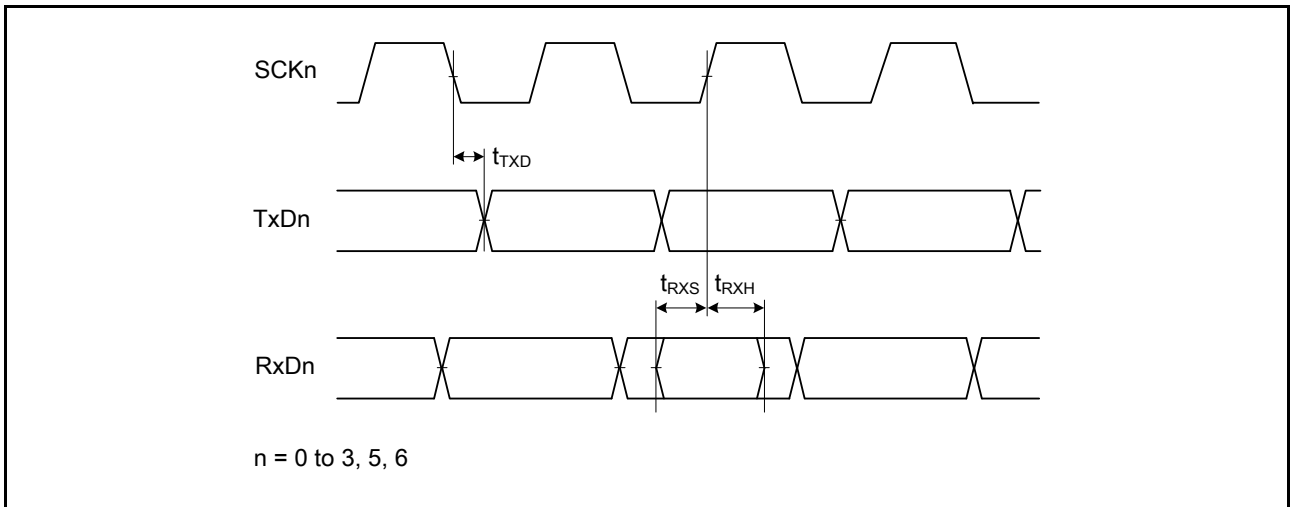 SCKn
tTXD
TxDn
tRXS tRXH
RxDn
n = 0 to 3, 5, 6